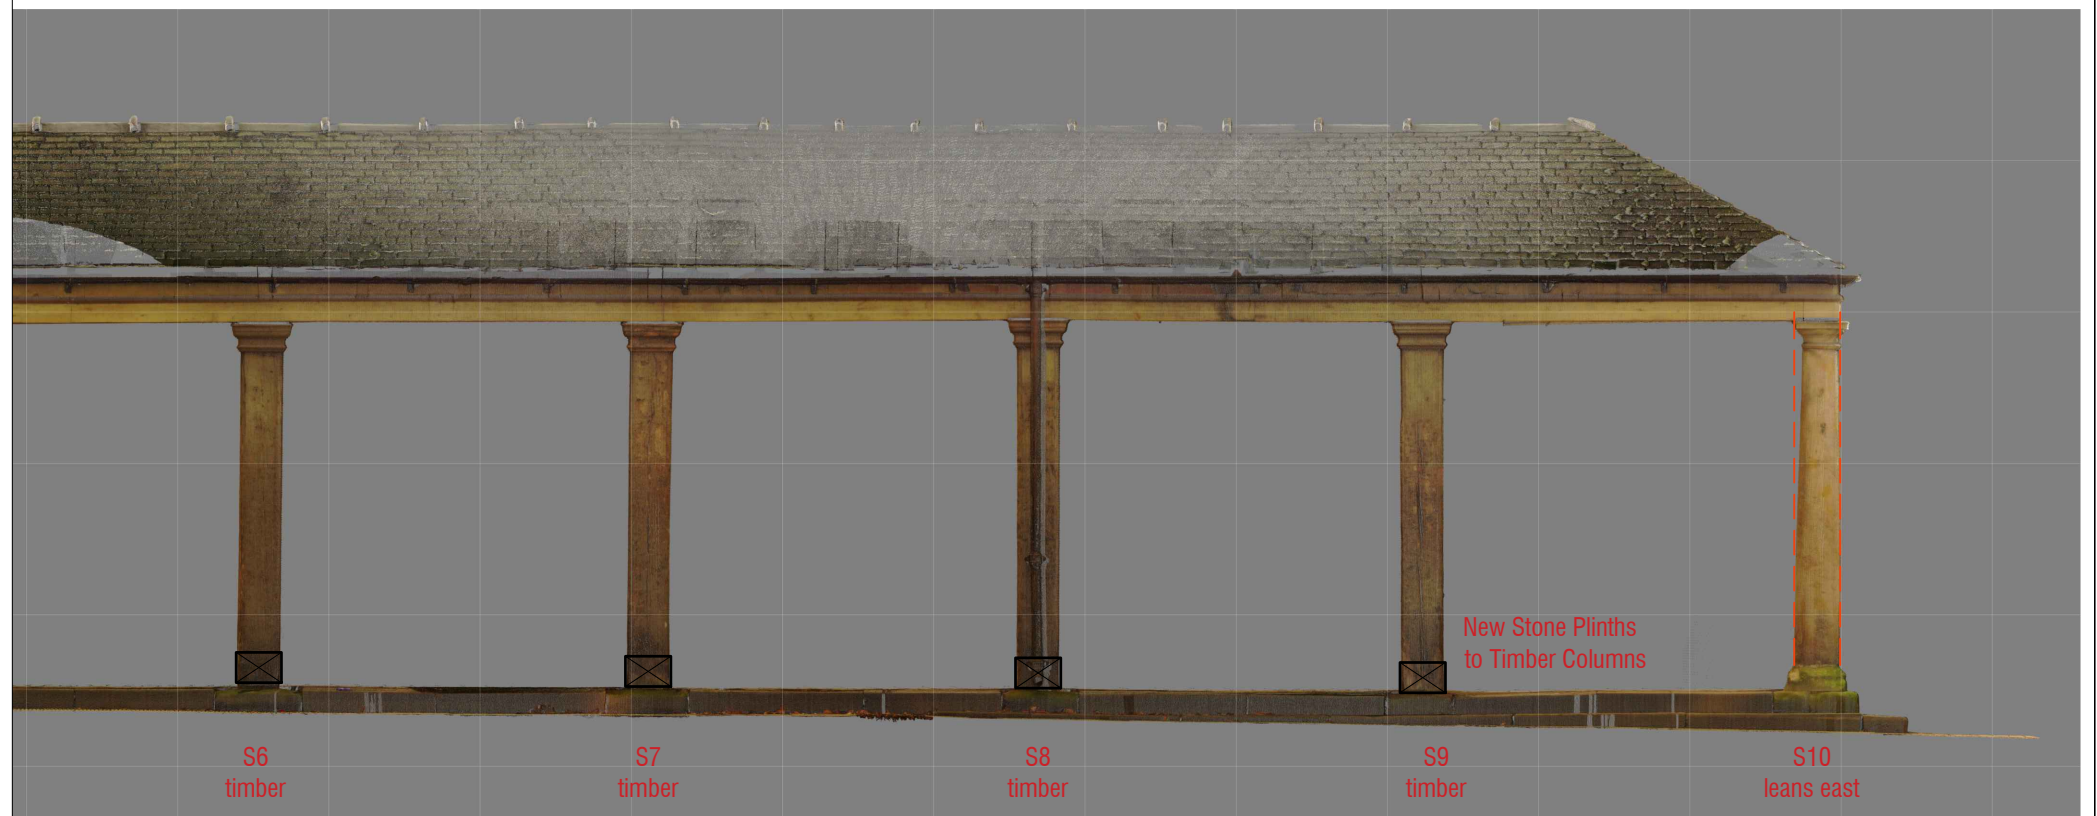 New Stone Plinths
to Timber Columns
S6
timber
S7
timber
S8
timber
S9
timber
S10
leans east